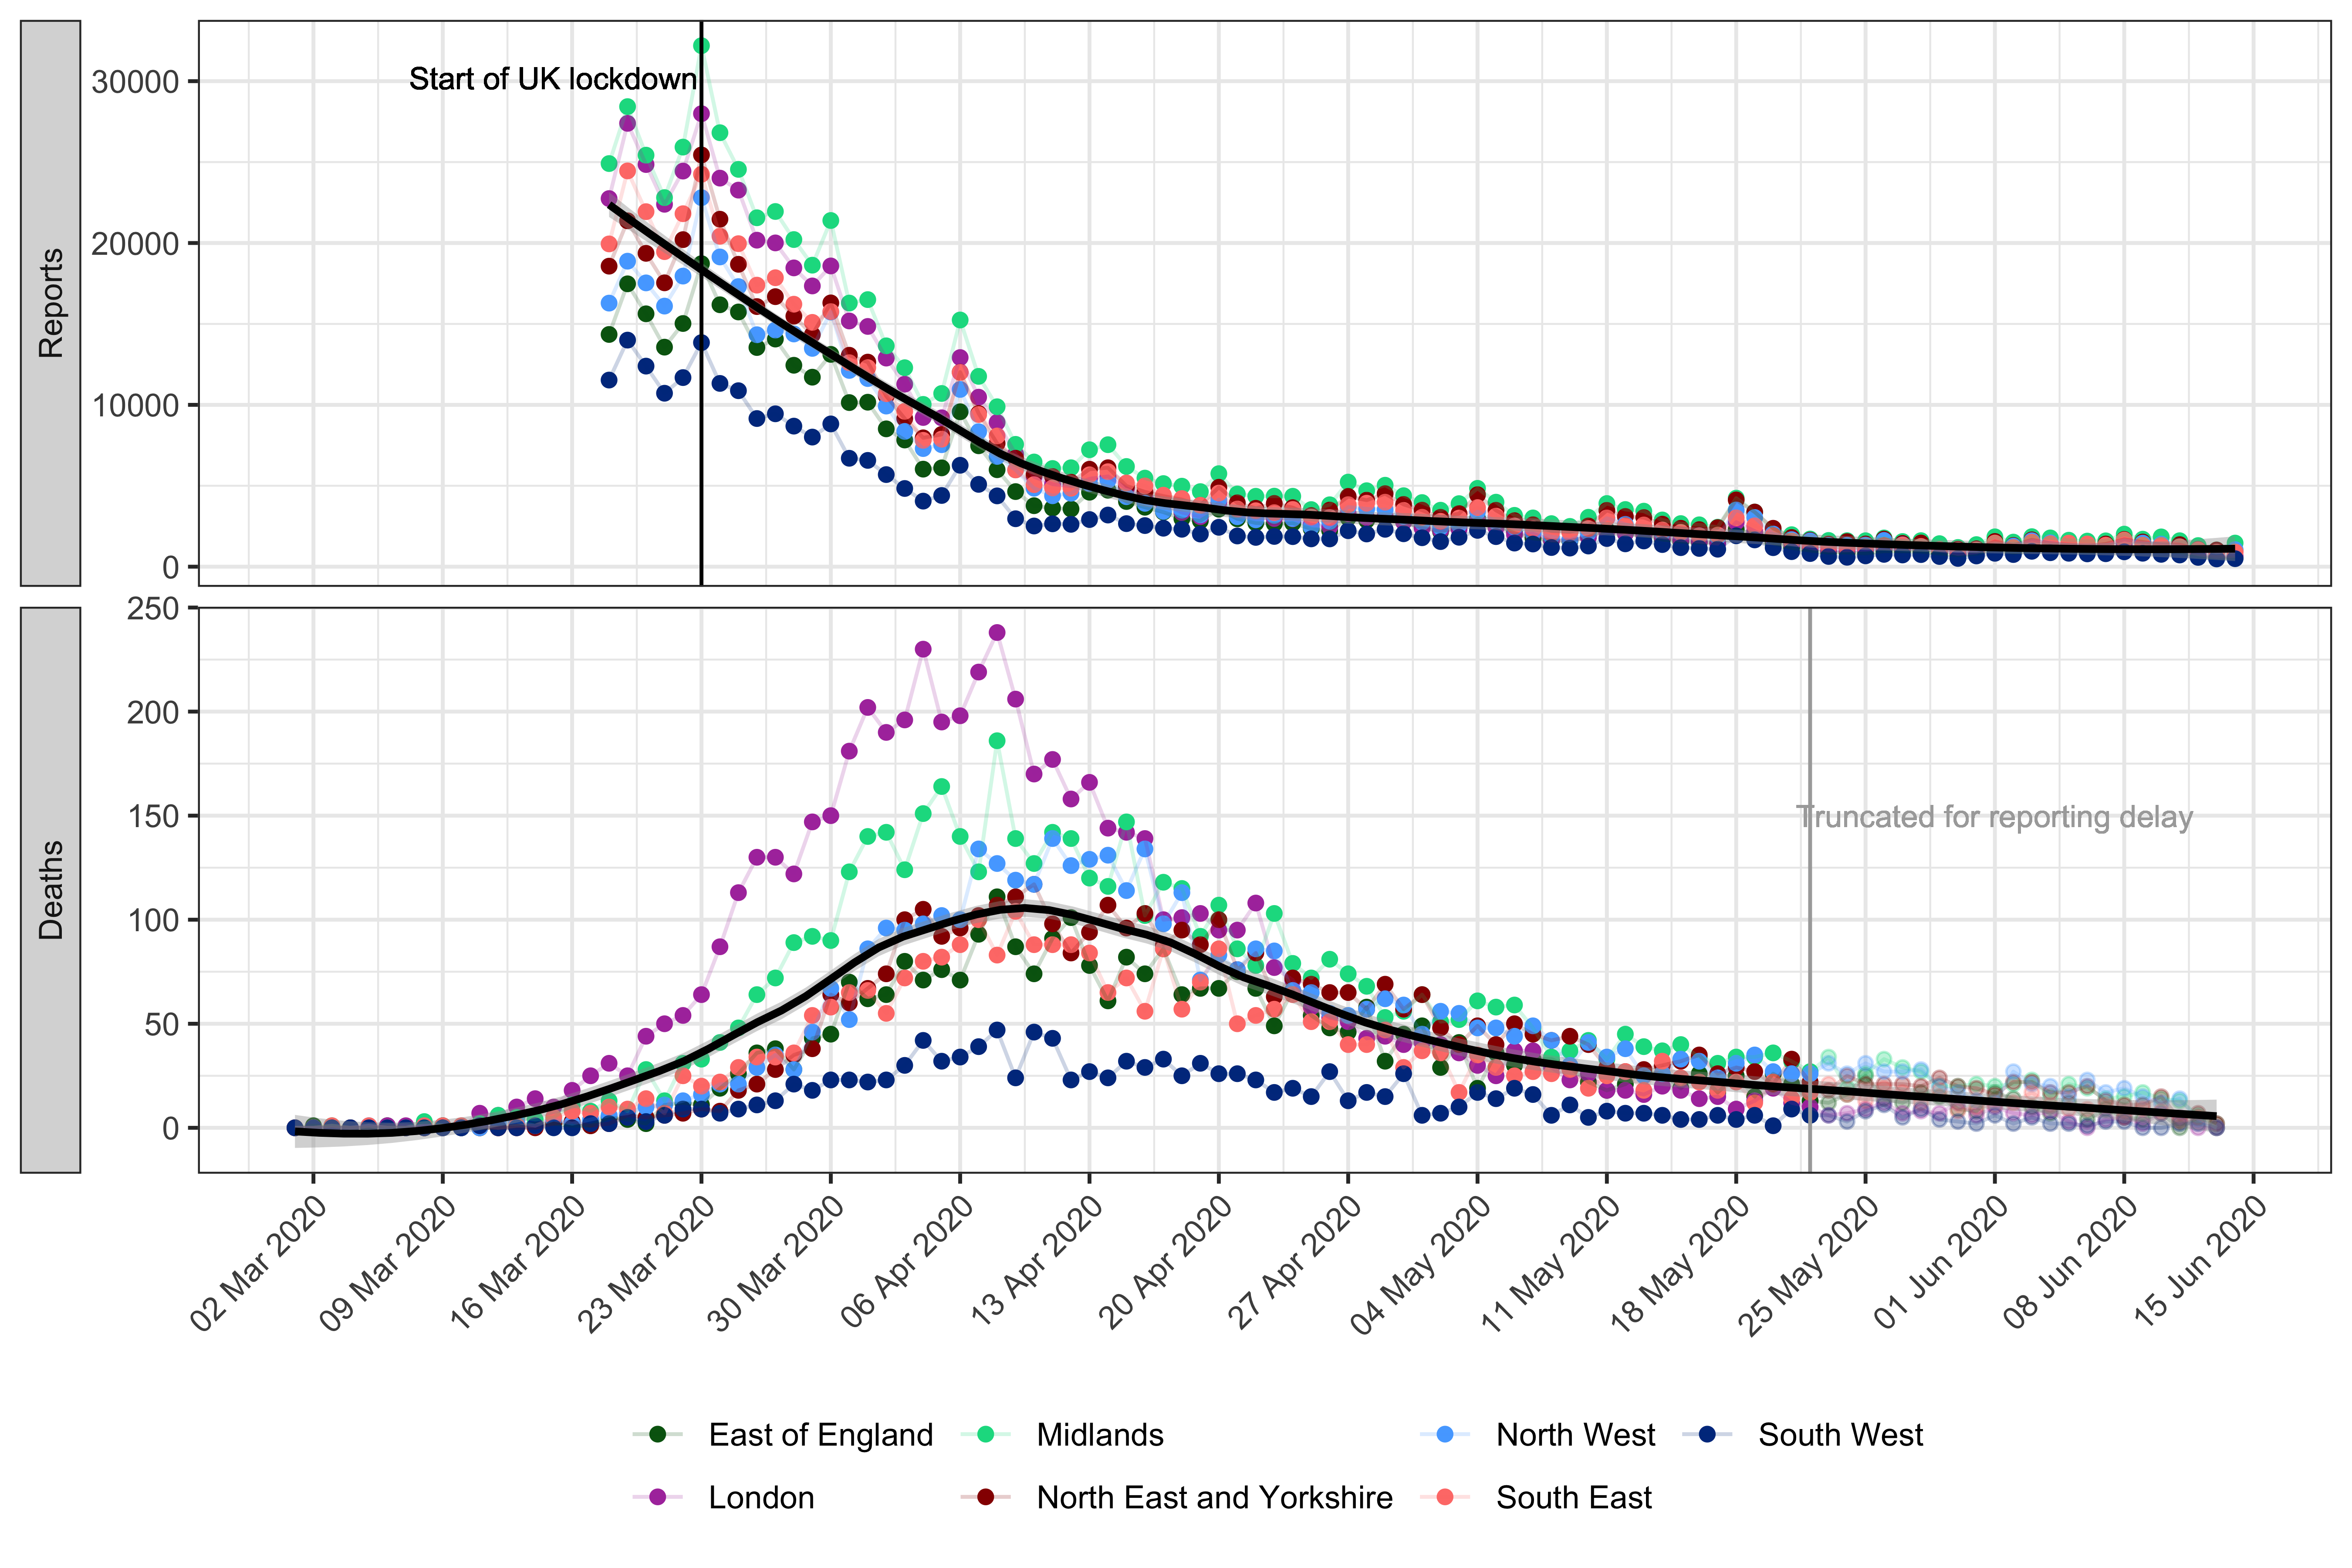 Reports
30000
20000
10000
0
Start of UK lockdown
Deaths
250
200
150
100
50
0
Truncated for reporting delay
02 Mar 2020
09 Mar 2020
16 Mar 2020
23 Mar 2020
30 Mar 2020
06 Apr 2020
13 Apr 2020
20 Apr 2020
27 Apr 2020
04 May 2020
11 May 2020
18 May 2020
25 May 2020
01 Jun 2020
08 Jun 2020
15 Jun 2020
East of England Midlands North West South West
London North East and Yorkshire South East